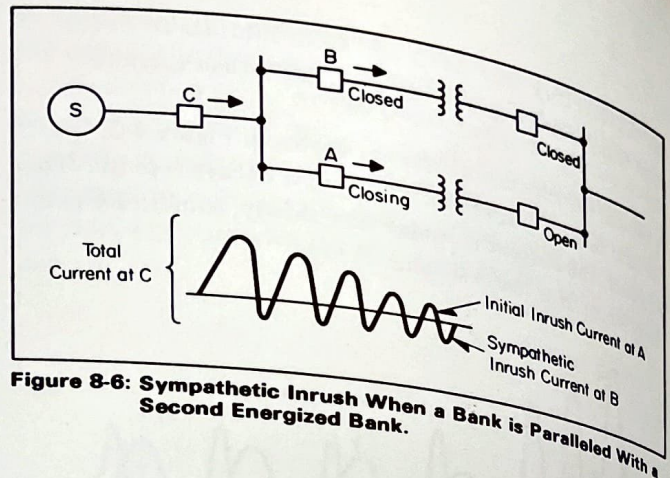 B
C
S
Closed
Closed
A
Closing
Open
Total
Current at C
Initial Inrush Current at A
Sympathetic
Inrush Current at B
Figure 8-6: Sympathetic Inrush When a Bank is Paralleled With a
Second Energized Bank.